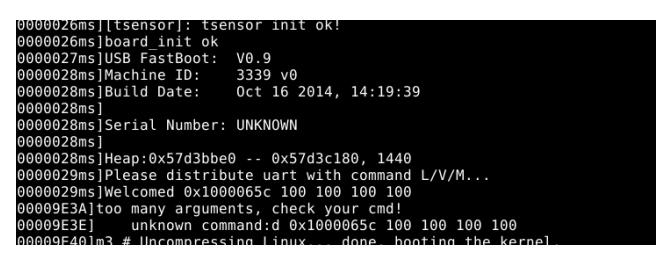 0000026ms][tsensor]: tsensor init ok!
0000026ms]board_init ok
0000027ms]USB FastBoot:  V0.9
0000028ms]Machine ID:    3339 v0
0000028ms]Build Date:    Oct 16 2014, 14:19:39
0000028ms]
0000028ms]Serial Number: UNKNOWN
0000028ms]
0000028ms]Heap:0x57d3bbe0 -- 0x57d3c180, 1440
0000029ms]Please distribute uart with command L/V/M...
0000029ms]Welcomed 0x1000065c 100 100 100 100
00009E3A]too many arguments, check your cmd!
00009E3E]    unknown command:d 0x1000065c 100 100 100 100
00009E40]m3 # Uncompressing Linux... done, booting the kernel.